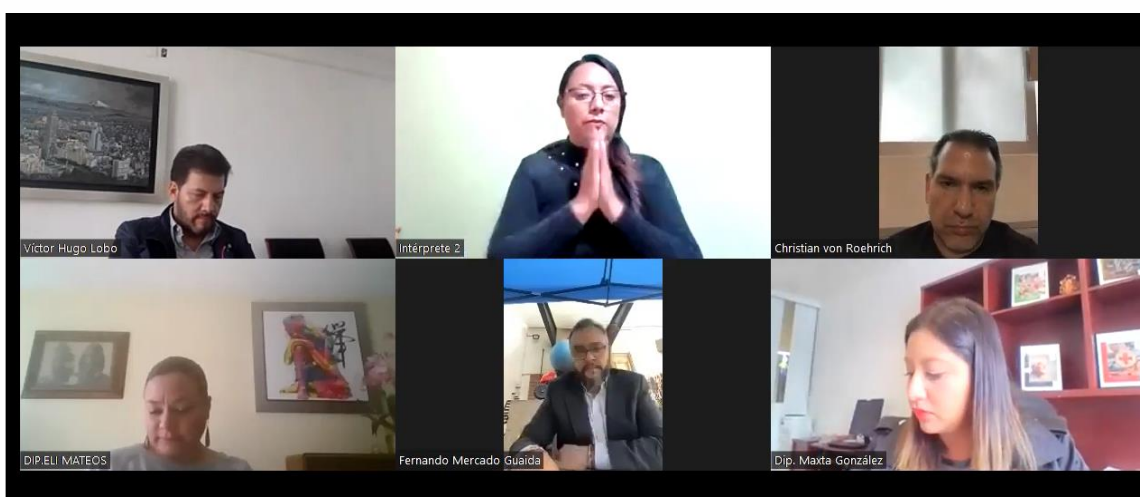 Víctor Hugo Lobo
Intérprete 2
Christian von Roehrich
DIP.ELI MATEOS
Fernando Mercado Guaida
Dip. Maxta González